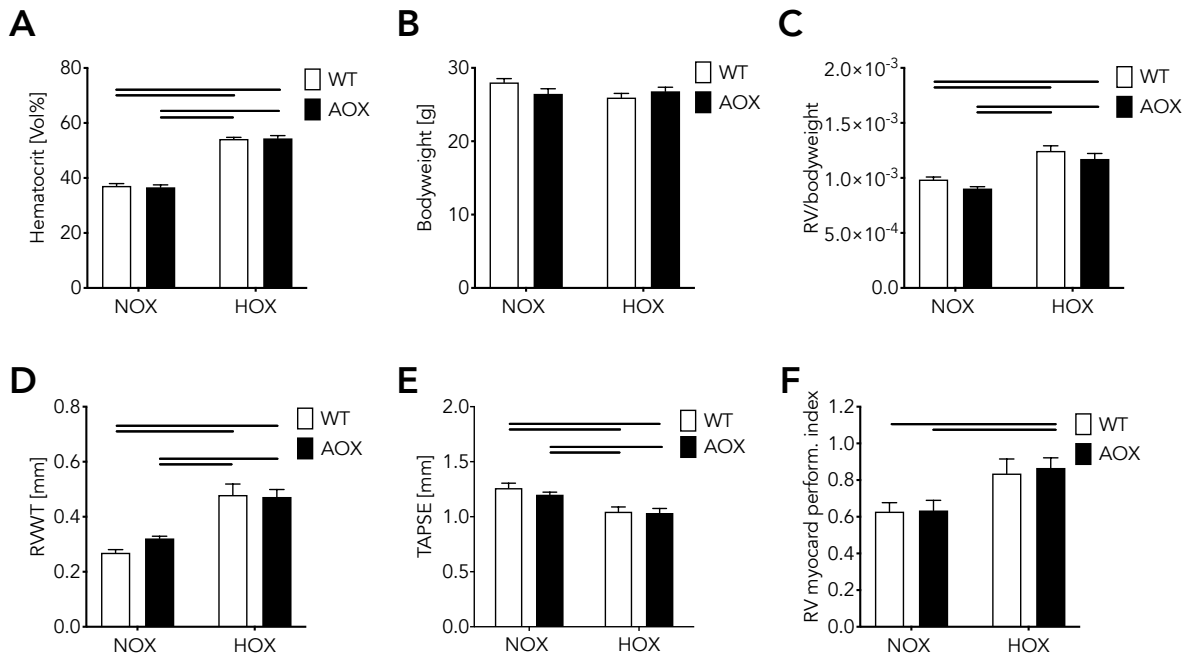 A
Hematocrit [Vol%]
80
60
40
20
0
NOX
HOX
WT
AOX
B
Bodyweight [g]
30
20
10
0
NOX
HOX
WT
AOX
C
RV/bodyweight
2.0×10-3
1.5×10-3
1.0×10-3
5.0×10-4
0.0
NOX
HOX
WT
AOX
D
RVWT [mm]
0.8
0.6
0.4
0.2
0.0
NOX
HOX
WT
AOX
E
TAPSE [mm]
2.0
1.5
1.0
0.5
0.0
NOX
HOX
WT
AOX
F
RV myocard perform. index
1.2
1.0
0.8
0.6
0.4
0.2
0.0
NOX
HOX
WT
AOX